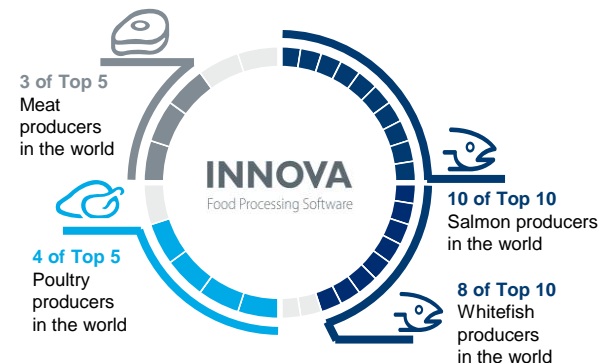 3 of Top 5
Meat
producers
in the world
INNOVA
Food Processing Software
10 of Top 10
Salmon producers
in the world
4 of Top 5
Poultry
producers
in the world
8 of Top 10
Whitefish
producers
in the world